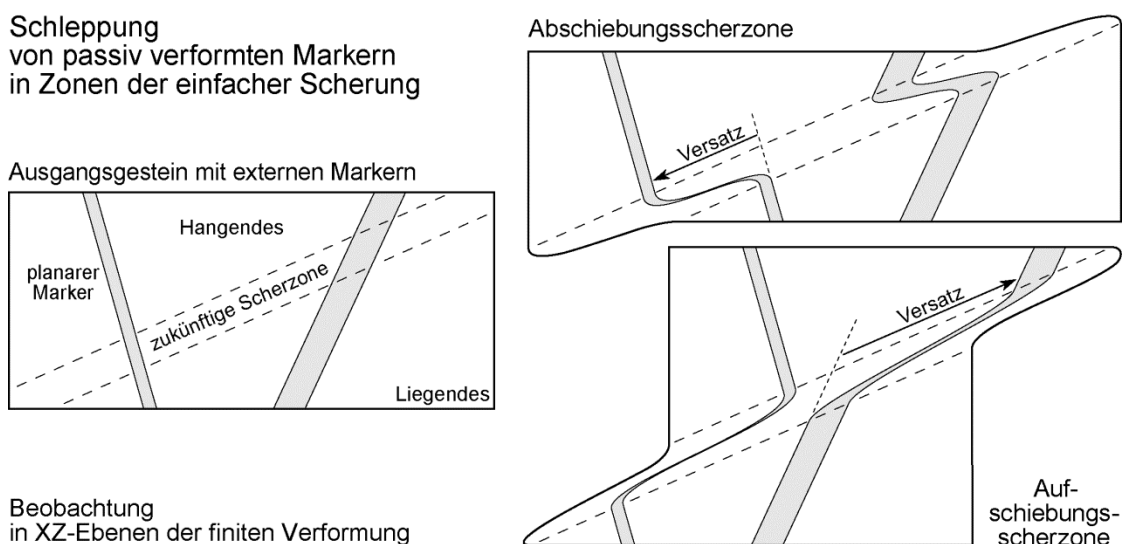 Schleppung
von passiv verformten Markern
in Zonen der einfacher Scherung
Ausgangsgestein mit externen Markern
Hangendes
planarer
Marker
zukünftige Scherzone
Liegendes
Beobachtung
in XZ-Ebenen der finiten Verformung
Abschiebungsscherzone
Versatz
Versatz
Auf-
schiebungs-
scherzone